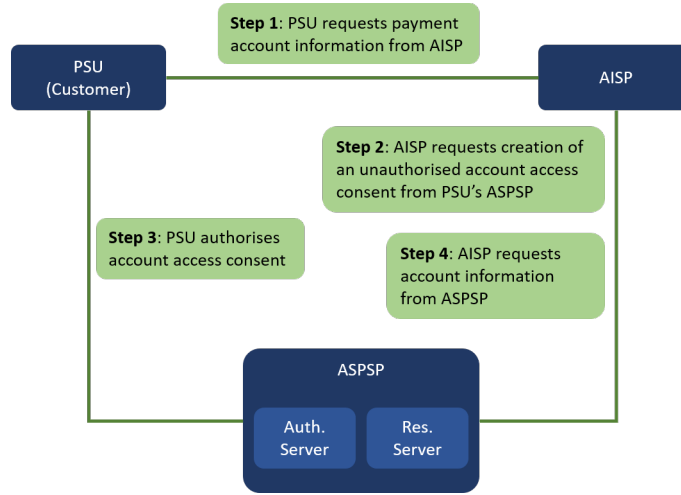 Step 1: PSU requests payment
account information from AISP
PSU
(Customer)
AISP
Step 2: AISP requests creation of
an unauthorised account access
consent from PSU's ASPSP
Step 3: PSU authorises
account access consent
Step 4: AISP requests
account information
from ASPSP
ASPSP
Auth.
Server
Res.
Server